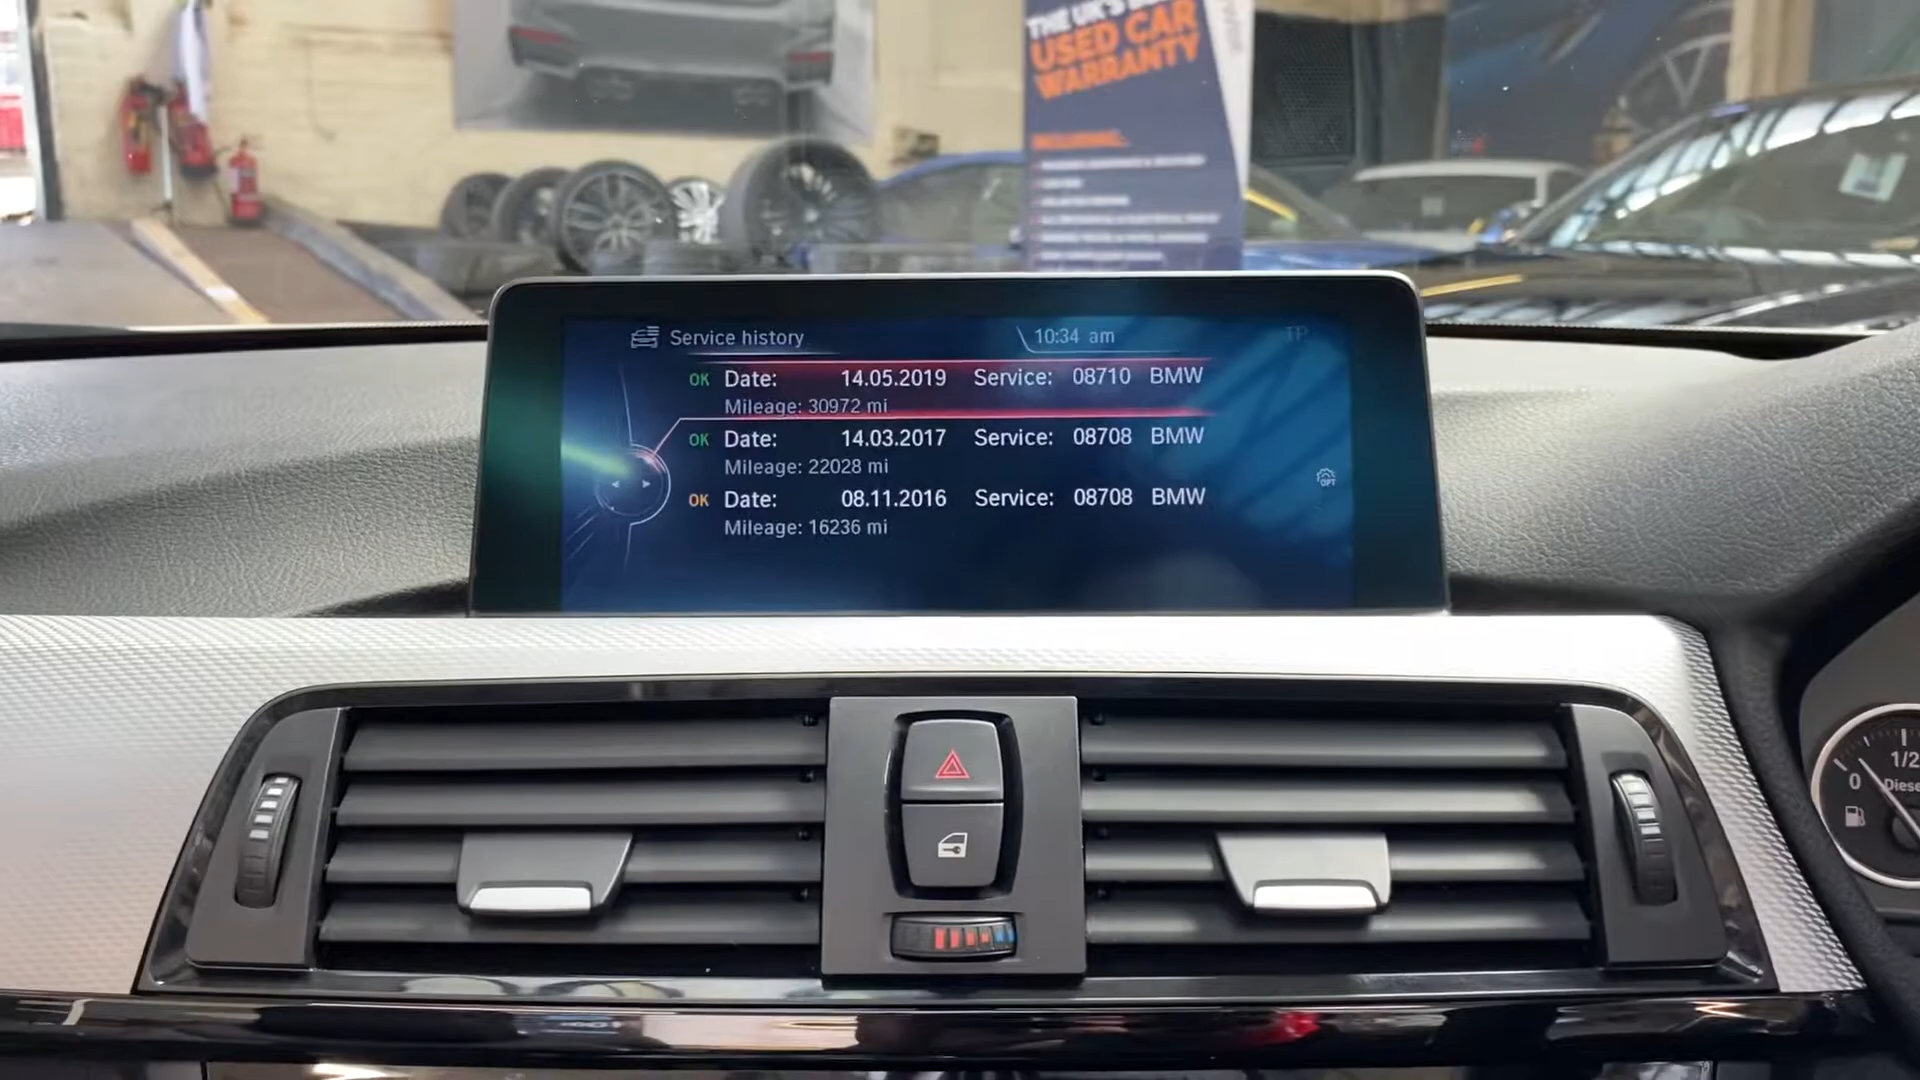 THE UK'S
USED CAR
WARRANTY
Service history
10:34 am
TP
OK Date: 14.05.2019 Service: 08710 BMW
Mileage: 30972 mi
OK Date: 14.03.2017 Service: 08708 BMW
Mileage: 22028 mi
OK Date: 08.11.2016 Service: 08708 BMW
Mileage: 16236 mi
OPT
1/2
0